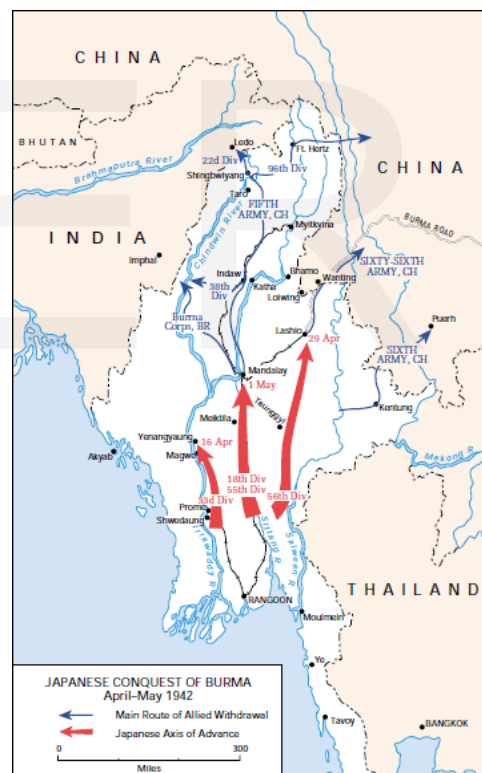 CHINA
BHUTAN
Brahmaputra River
Ledo
22d Div
Shingbwiyang
Taro
Ft. Hertz
96th Div
CHINA
FIFTH
ARMY, CH
Chindwin River
Myitkyina
BURMA ROAD
INDIA
Imphal
SIXTY-SIXTH
ARMY, CH
Indaw
38th
Div
Katha
Bhamo
Wanting
Loiwing
Burma
Corps, BR
Puerh
Lashio
29 Apr
SIXTH
ARMY, CH
Mandalay
1 May
Kentung
Meiktila
Taunggyi
Yenangyaung
16 Apr
Akyab
Magwe
Mekong R
18th Div
55th Div
56th Div
33d Div
Prome
Shwedaung
Irrawaddy R
Sittang R
Salween R
RANGOON
THAILAND
Moulmein
Ye
Tavoy
BANGKOK
JAPANESE CONQUEST OF BURMA
April–May 1942
Main Route of Allied Withdrawal
Japanese Axis of Advance
0
300
Miles